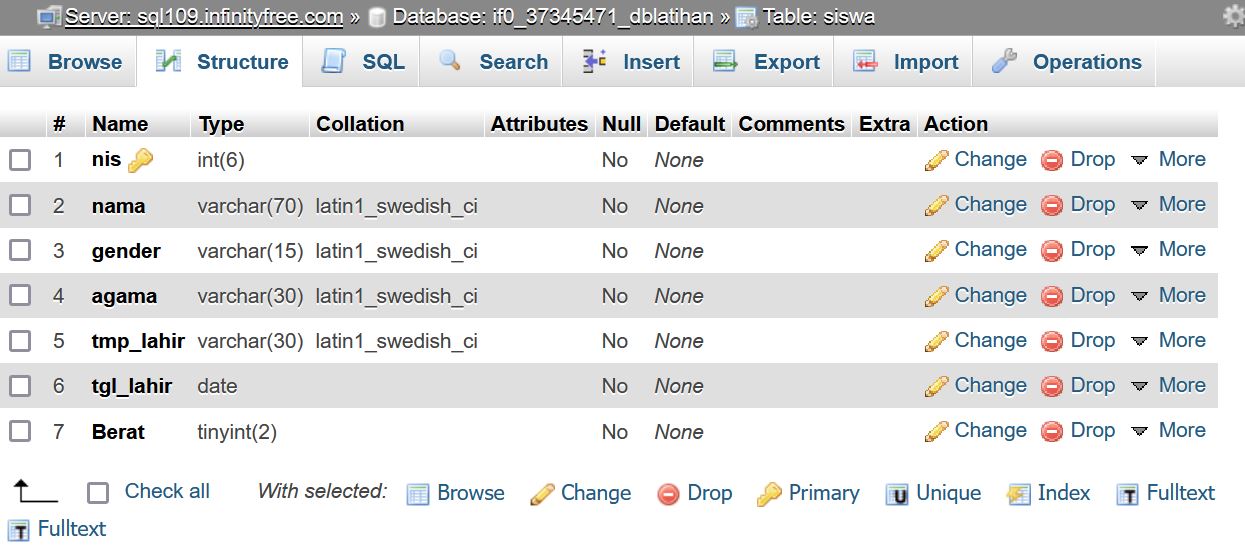 Server: sql109.infinityfree.com » Database: if0_37345471_dblatihan » Table: siswa
Browse Structure SQL Search Insert Export Import Operations
# Name Type Collation Attributes Null Default Comments Extra Action
1 nis int(6) No None Change Drop More
2 nama varchar(70) latin1_swedish_ci No None Change Drop More
3 gender varchar(15) latin1_swedish_ci No None Change Drop More
4 agama varchar(30) latin1_swedish_ci No None Change Drop More
5 tmp_lahir varchar(30) latin1_swedish_ci No None Change Drop More
6 tgl_lahir date No None Change Drop More
7 Berat tinyint(2) No None Change Drop More
Check all With selected: Browse Change Drop Primary Unique Index Fulltext
Fulltext